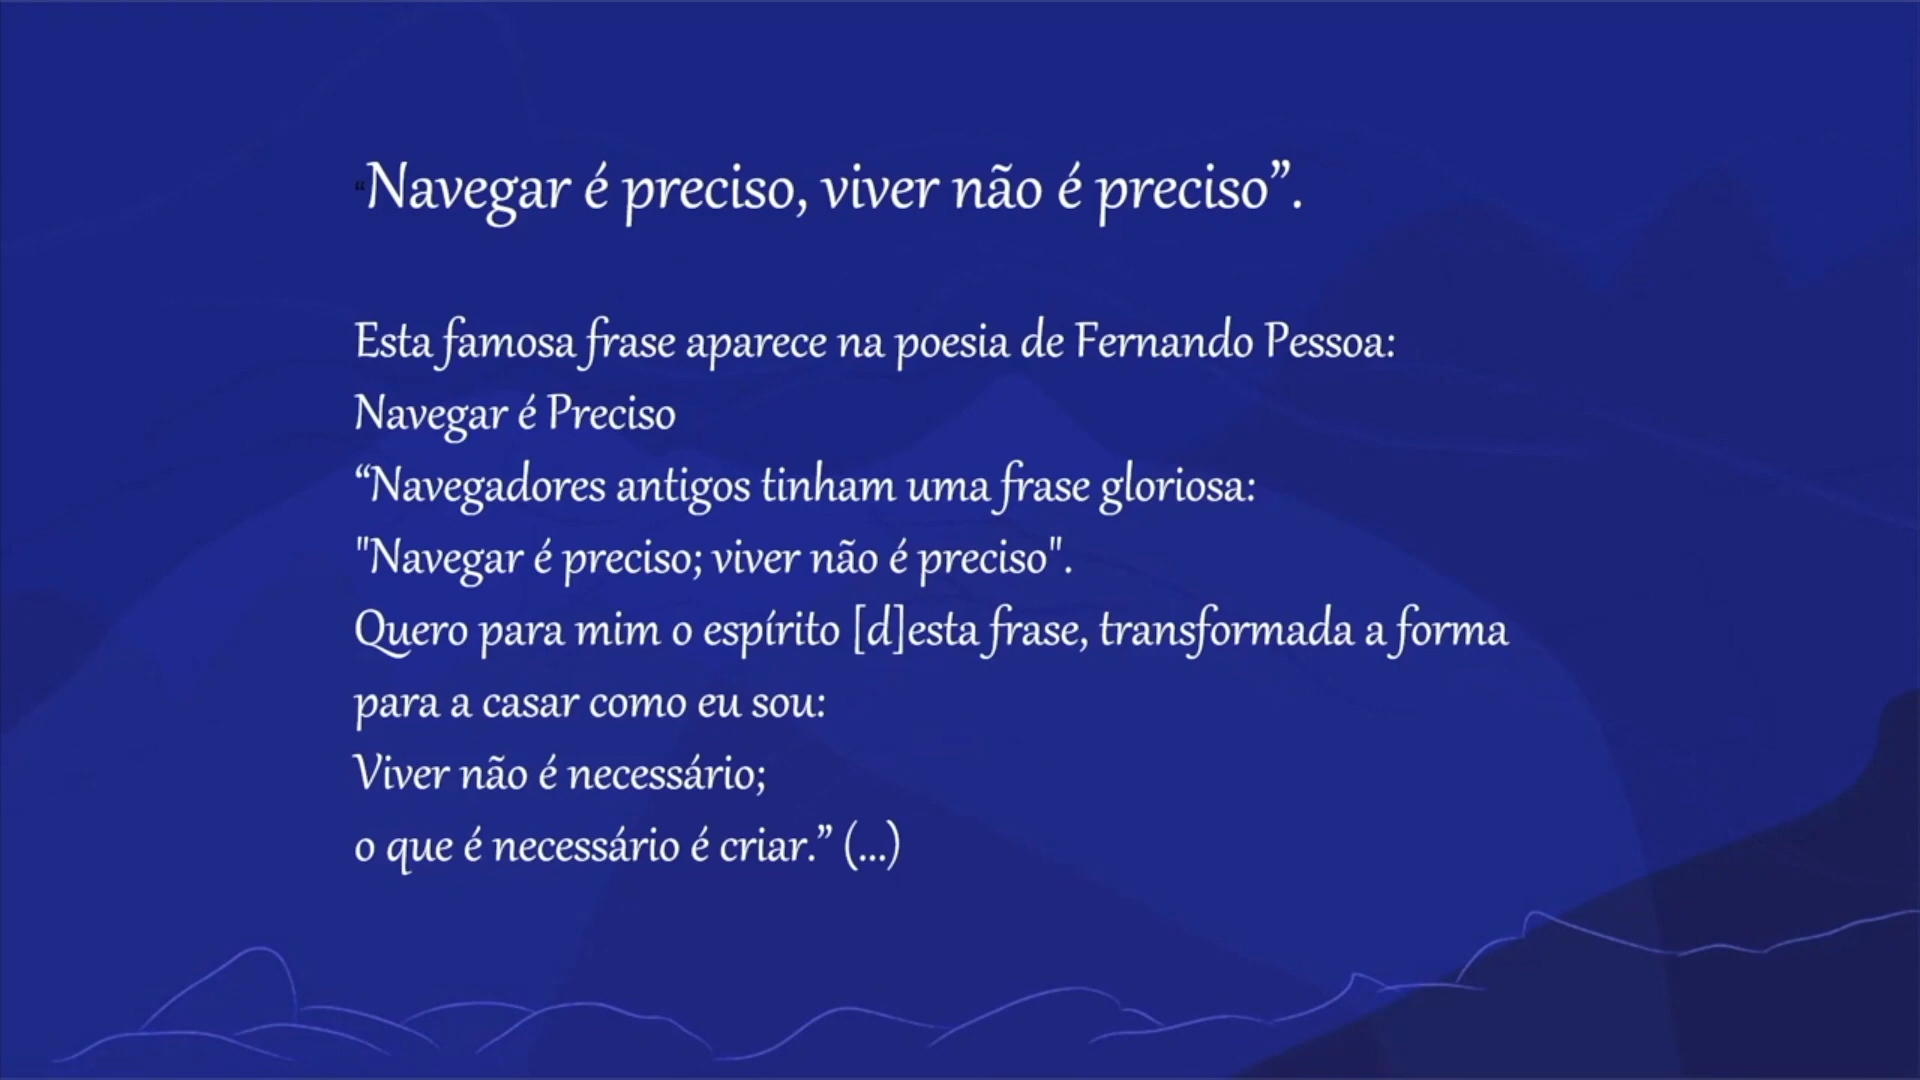 “Navegar é preciso, viver não é preciso”.
Esta famosa frase aparece na poesia de Fernando Pessoa:
Navegar é Preciso
“Navegadores antigos tinham uma frase gloriosa:
"Navegar é preciso; viver não é preciso".
Quero para mim o espírito [d]esta frase, transformada a forma
para a casar como eu sou:
Viver não é necessário;
o que é necessário é criar.” (...)